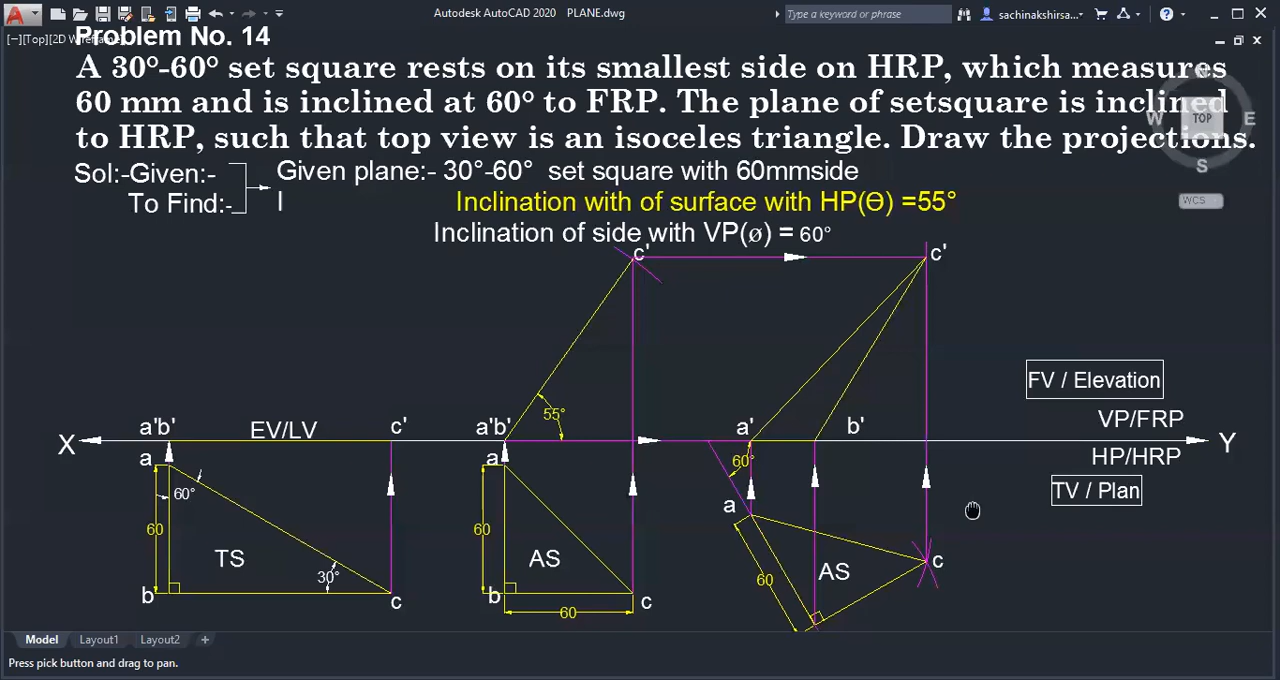 Autodesk AutoCAD 2020 PLANE.dwg
Type a keyword or phrase
sachinakshirsa...
[−][Top][2D Wirefram
Problem No. 14
A 30°-60° set square rests on its smallest side on HRP, which measures
60 mm and is inclined at 60° to FRP. The plane of setsquare is inclined
to HRP, such that top view is an isoceles triangle. Draw the projections.
N
W TOP E
S
WCS
Sol:-Given:-
To Find:-
Given plane:- 30°-60° set square with 60mmside
I
Inclination with of surface with HP(Ɵ) =55°
Inclination of side with VP(ø) = 60°
c' c'
FV / Elevation
VP/FRP
a'b' EV/LV c' a'b' 55° a' b'
X Y
HP/HRP
TV / Plan
a a 60° a
60°
60 TS 30° 60 AS 60 AS c
b c b c
60
Model Layout1 Layout2 +
Press pick button and drag to pan.